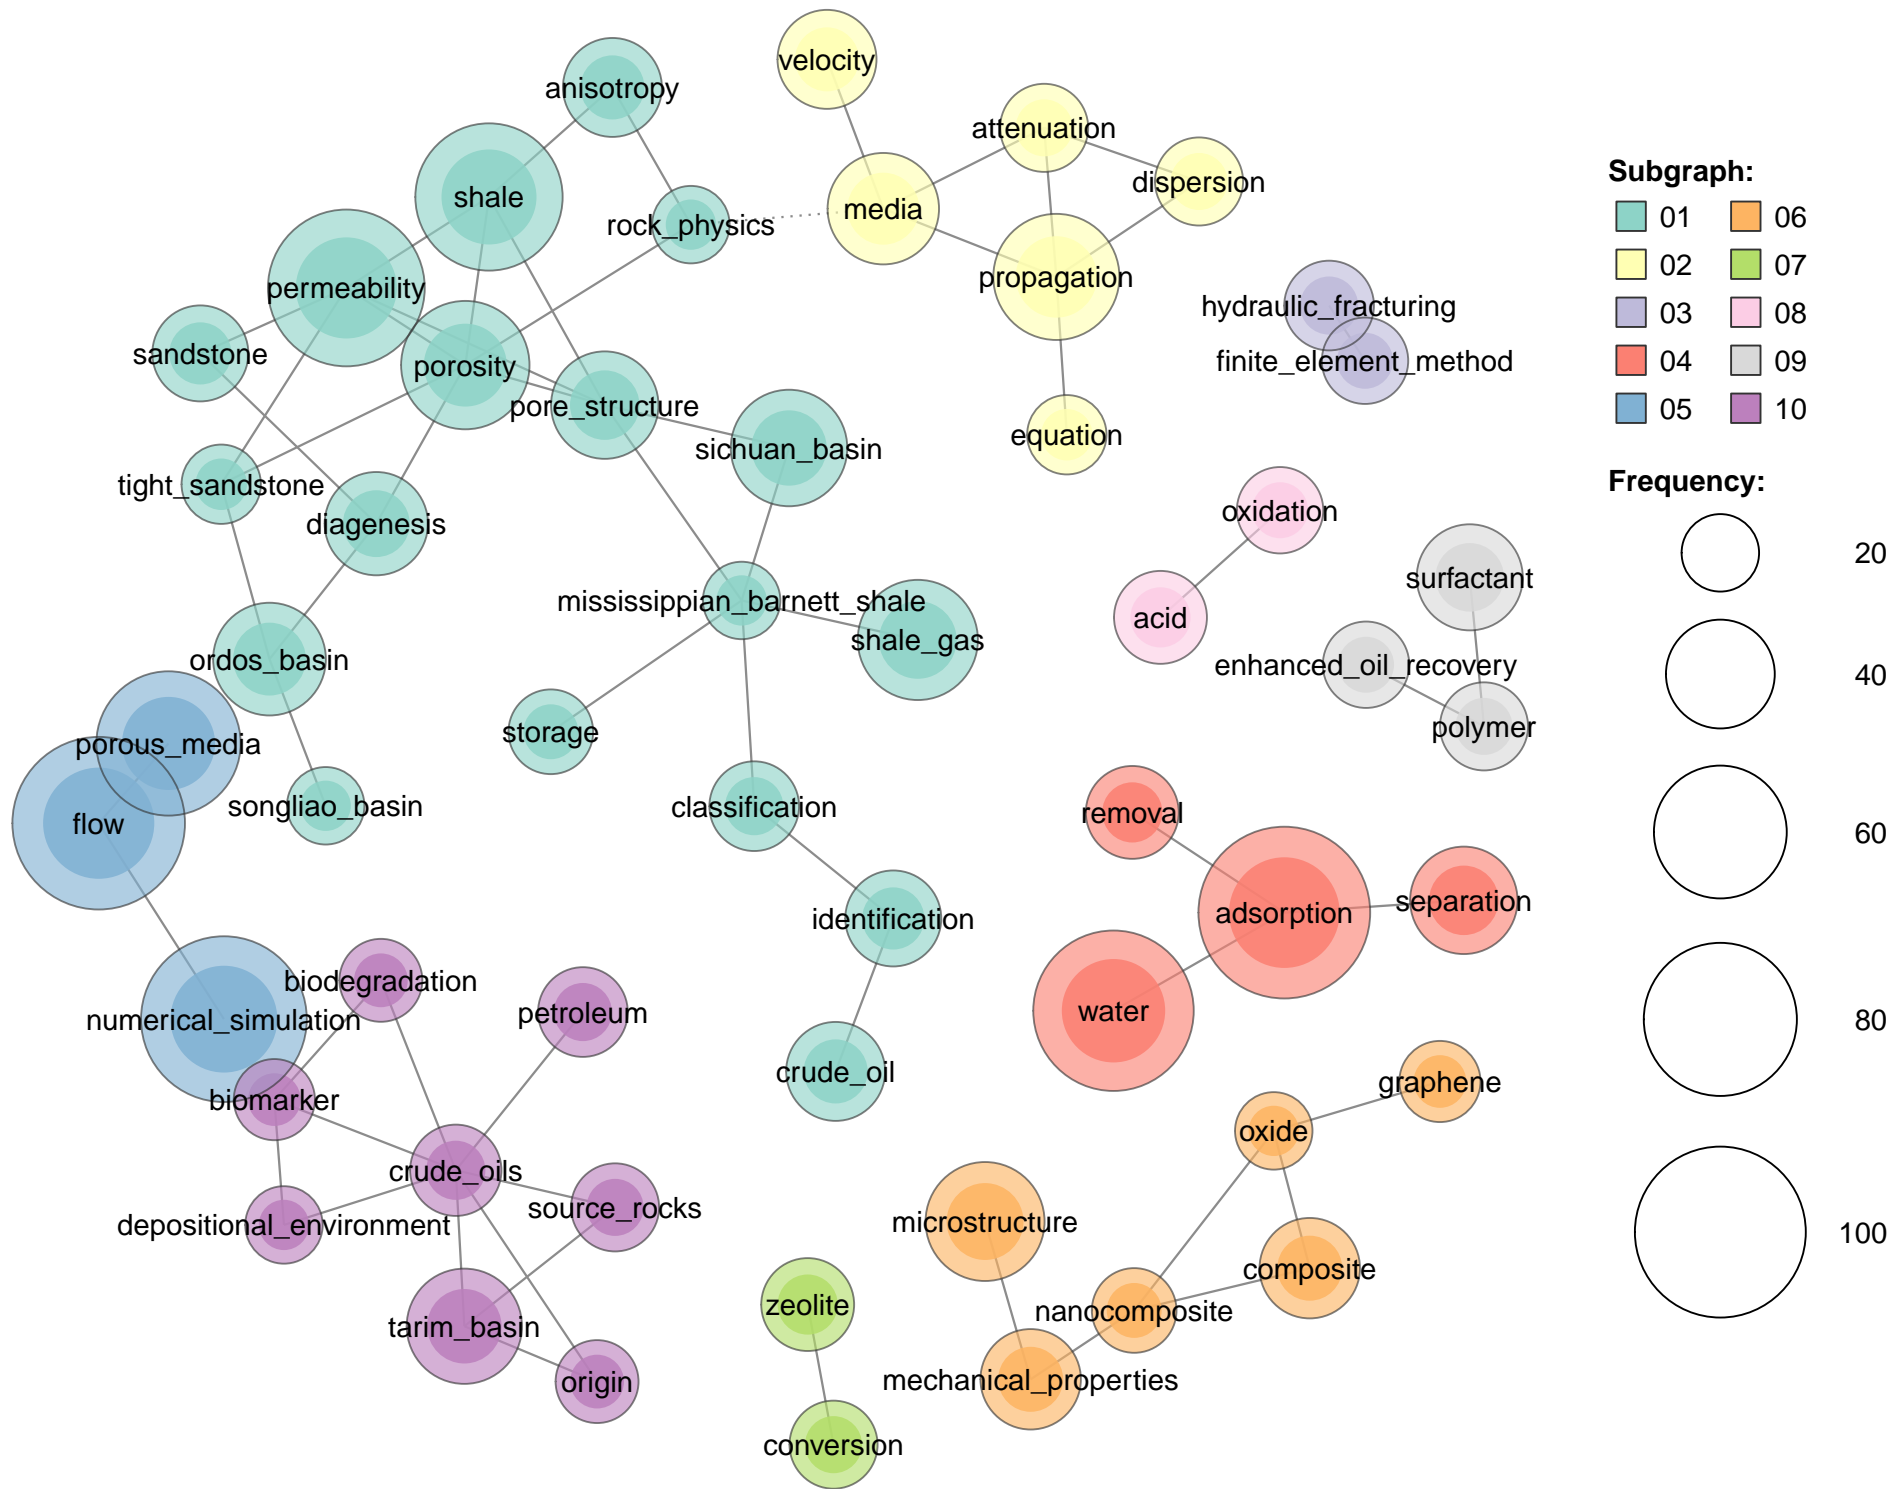 velocity
anisotropy
attenuation
dispersion
shale
media
rock_physics
propagation
permeability
hydraulic_fracturing
sandstone
finite_element_method
porosity
pore_structure
equation
sichuan_basin
tight_sandstone
diagenesis
oxidation
surfactant
mississippian_barnett_shale
acid
shale_gas
enhanced_oil_recovery
ordos_basin
storage
polymer
porous_media
songliao_basin
classification
removal
flow
separation
adsorption
identification
biodegradation
petroleum
water
numerical_simulation
crude_oil
graphene
biomarker
oxide
crude_oils
source_rocks
microstructure
depositional_environment
composite
zeolite
nanocomposite
tarim_basin
mechanical_properties
origin
conversion
Subgraph:
01 06
02 07
03 08
04 09
05 10
Frequency:
20
40
60
80
100